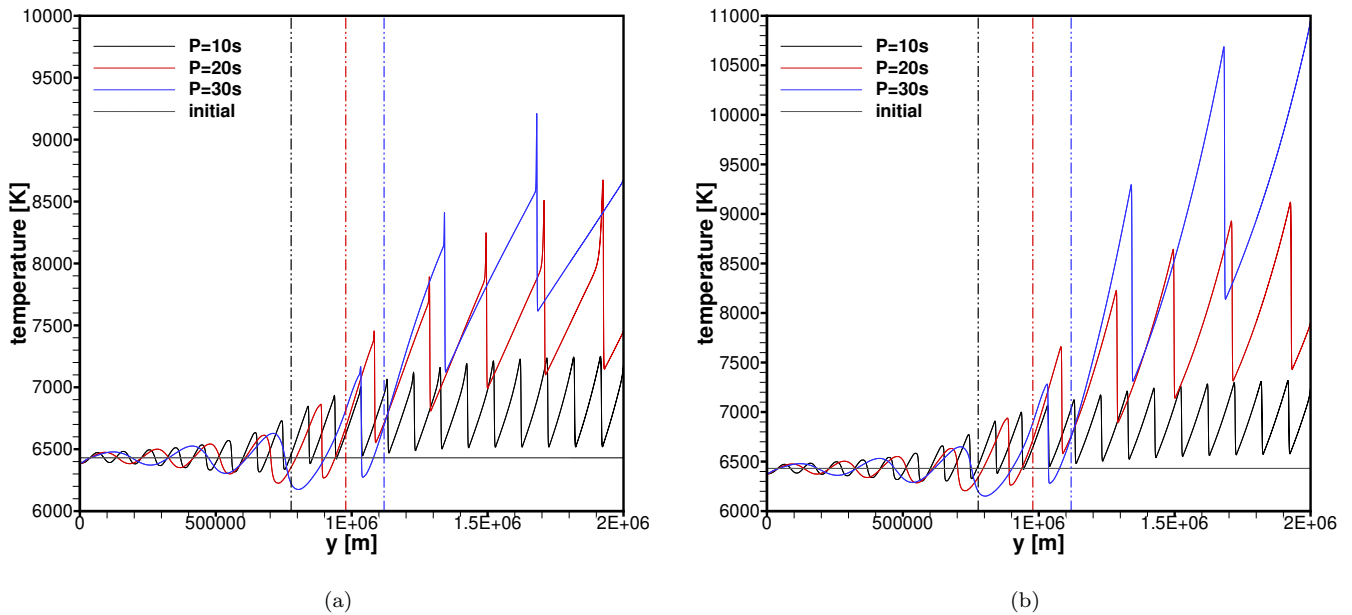 10000
9500
9000
8500
8000
7500
7000
6500
6000
temperature [K]
P=10s
P=20s
P=30s
initial
0
500000
1E+06
1.5E+06
2E+06
y [m]
(a)
11000
10500
10000
9500
9000
8500
8000
7500
7000
6500
6000
temperature [K]
P=10s
P=20s
P=30s
initial
0
500000
1E+06
1.5E+06
2E+06
y [m]
(b)